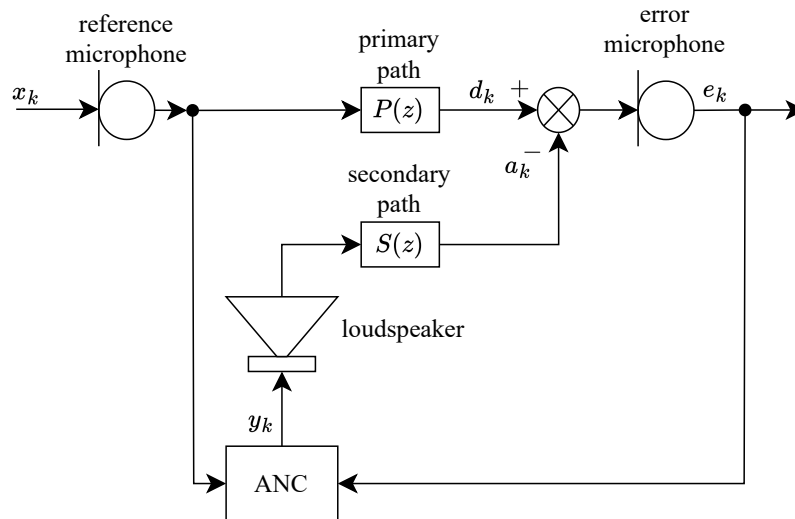 reference
microphone
error
microphone
primary
path
x_k
P(z)
d_k
+
e_k
−
a_k
secondary
path
S(z)
loudspeaker
y_k
ANC